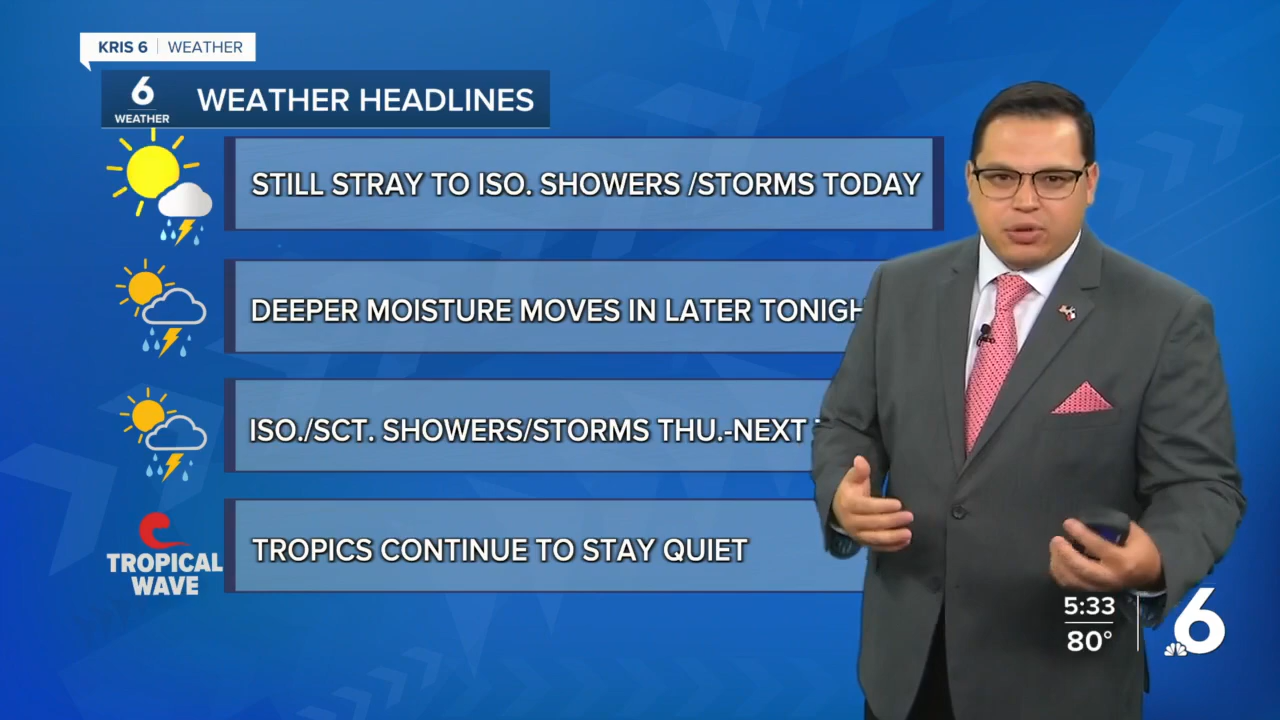 KRIS 6 | WEATHER
6
WEATHER
WEATHER HEADLINES
STILL STRAY TO ISO. SHOWERS /STORMS TODAY
DEEPER MOISTURE MOVES IN LATER
ISO./SCT. SHOWERS/STORMS THU.-NEXT
TROPICS CONTINUE TO STAY QUIET
TROPICAL
WAVE
5:33
80°
6